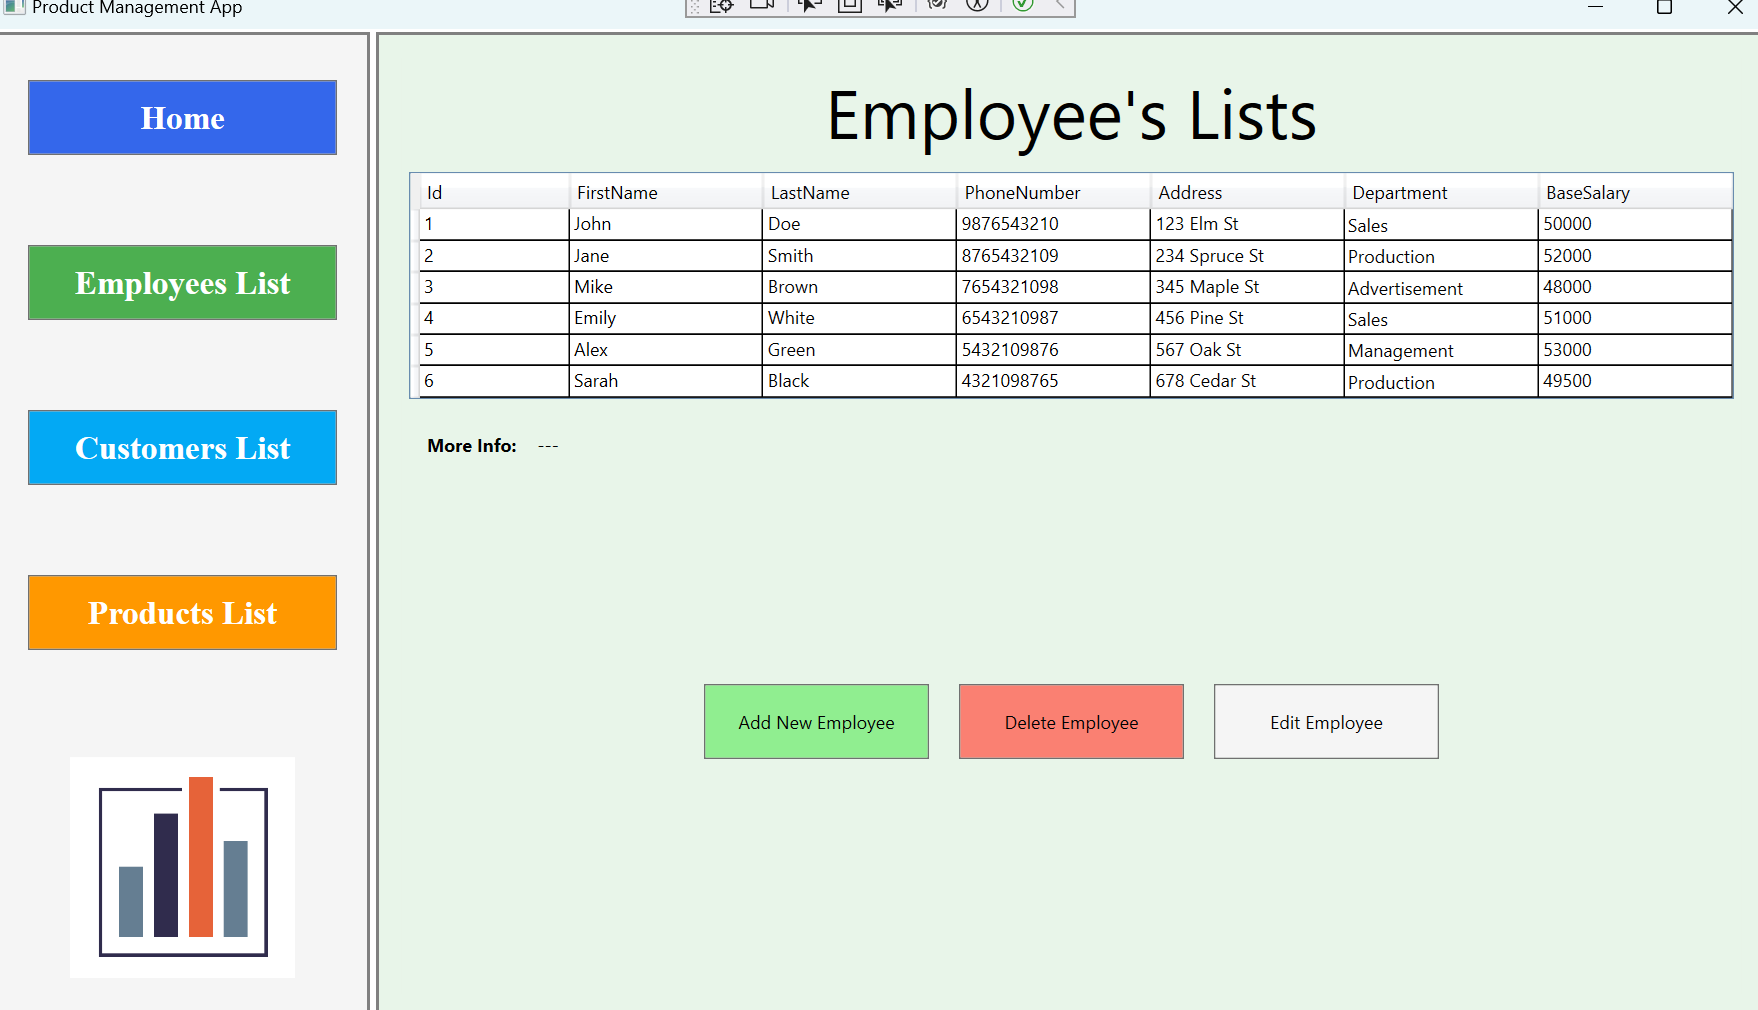 Product Management App
Home
Employees List
Customers List
Products List
Employee's Lists
Id FirstName LastName PhoneNumber Address Department BaseSalary
1 John Doe 9876543210 123 Elm St Sales 50000
2 Jane Smith 8765432109 234 Spruce St Production 52000
3 Mike Brown 7654321098 345 Maple St Advertisement 48000
4 Emily White 6543210987 456 Pine St Sales 51000
5 Alex Green 5432109876 567 Oak St Management 53000
6 Sarah Black 4321098765 678 Cedar St Production 49500
More Info: ---
Add New Employee Delete Employee Edit Employee